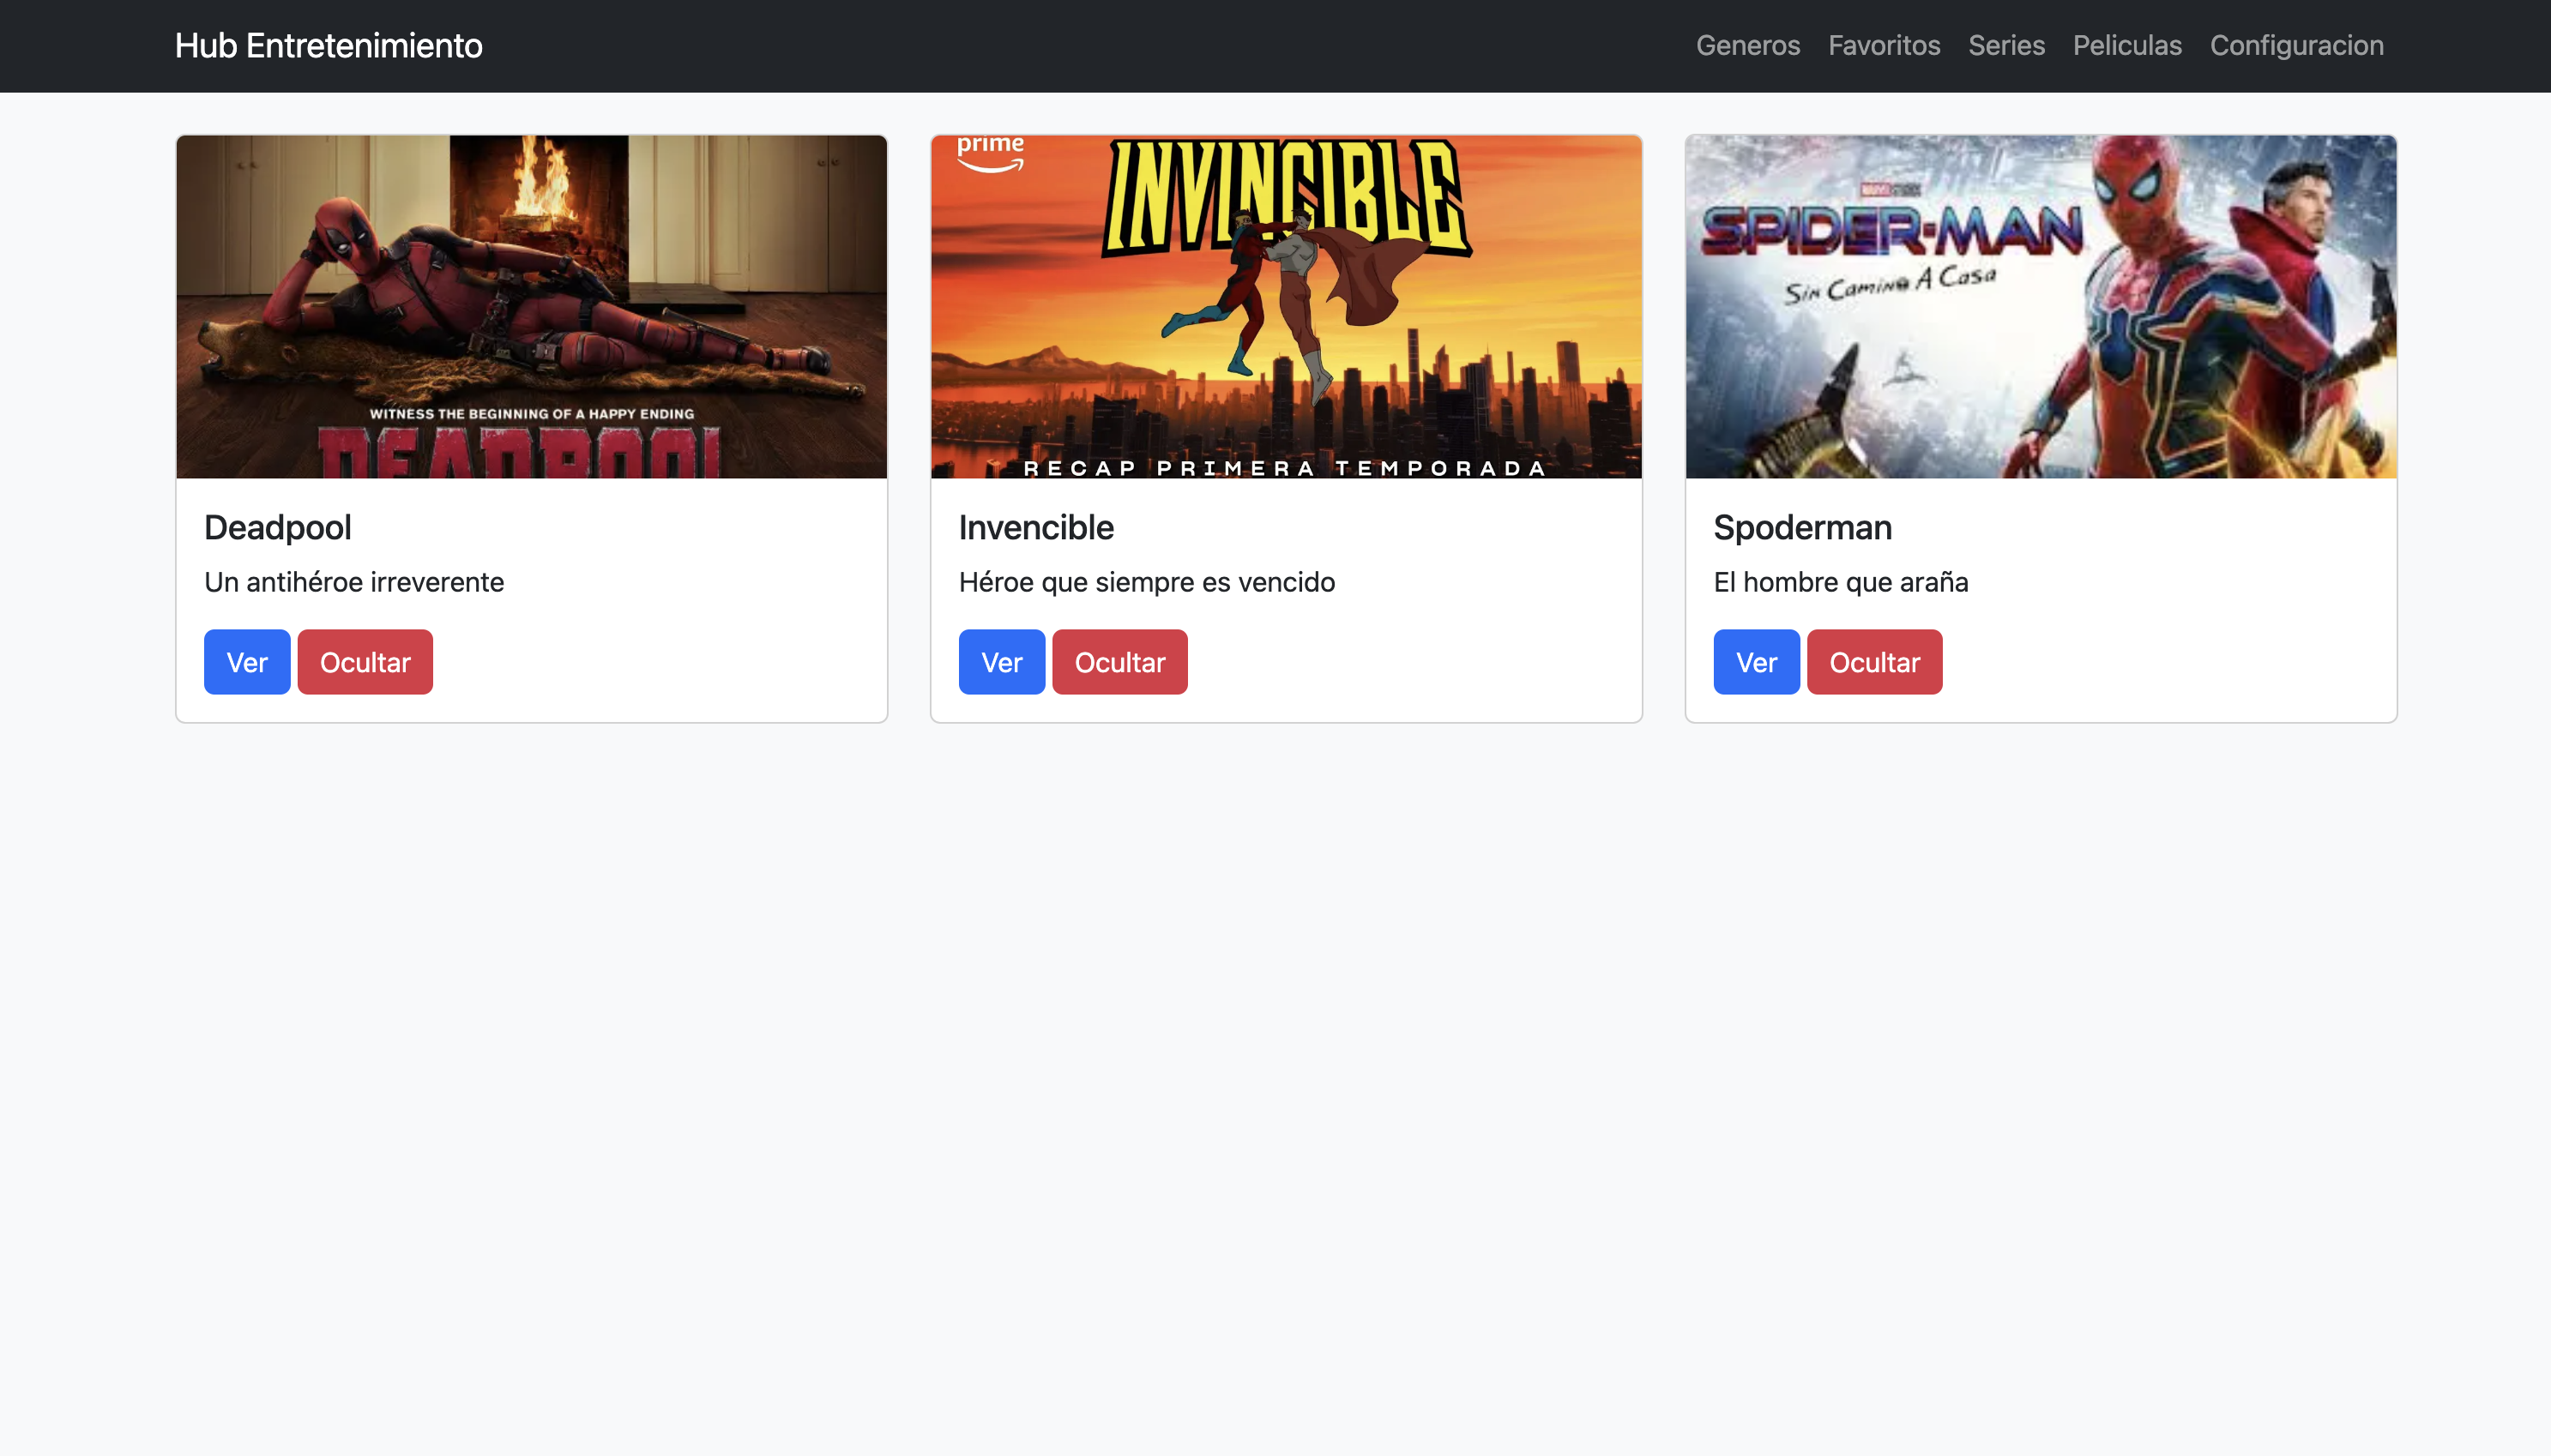 Hub Entretenimiento
Generos Favoritos Series Peliculas Configuracion
WITNESS THE BEGINNING OF A HAPPY ENDING
DEADPOOL
Deadpool
Un antihéroe irreverente
Ver Ocultar
prime
INVINCIBLE
RECAP PRIMERA TEMPORADA
Invencible
Héroe que siempre es vencido
Ver Ocultar
MARVEL STUDIOS
SPIDER-MAN
Sin Camino A Casa
Spoderman
El hombre que araña
Ver Ocultar